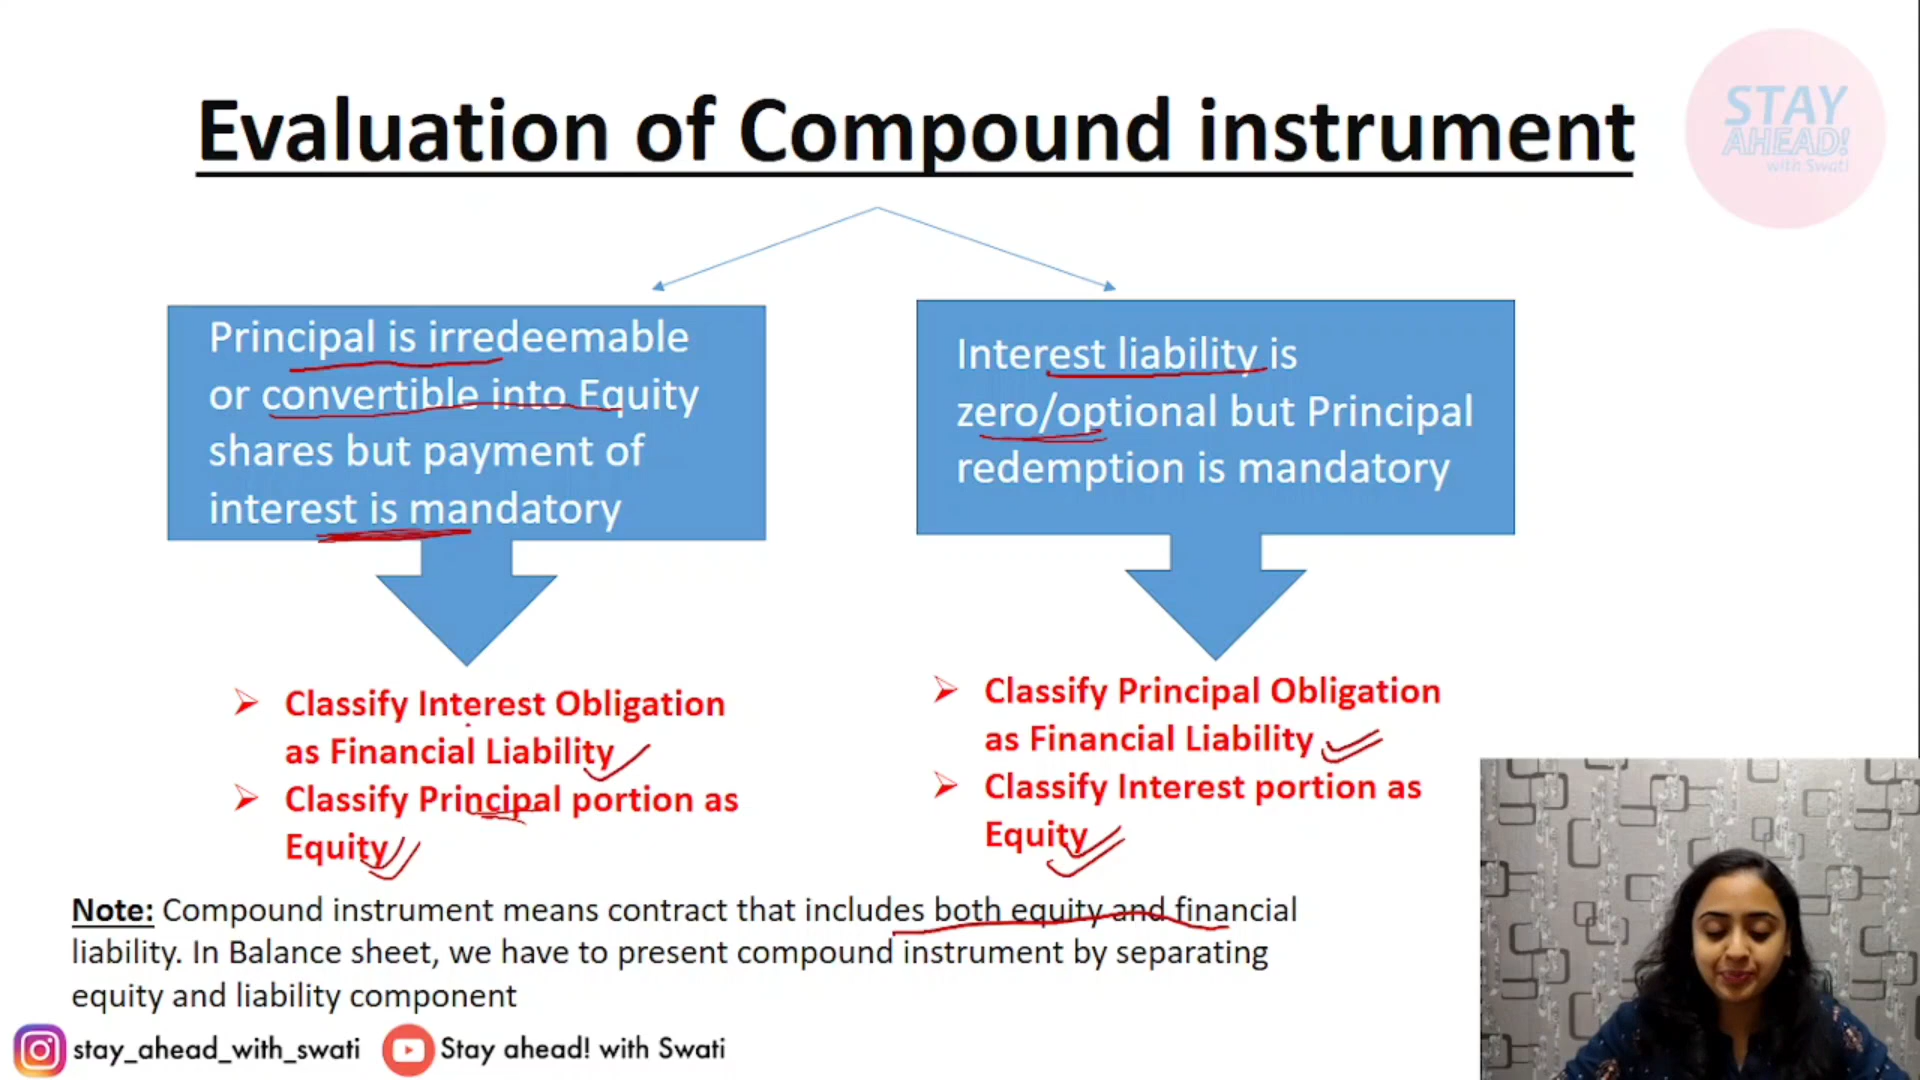 STAY
AHEAD!
with Swati
Evaluation of Compound instrument
Principal is irredeemable
or convertible into Equity
shares but payment of
interest is mandatory
Interest liability is
zero/optional but Principal
redemption is mandatory
➢ Classify Interest Obligation
as Financial Liability
➢ Classify Principal portion as
Equity
➢ Classify Principal Obligation
as Financial Liability
➢ Classify Interest portion as
Equity
Note: Compound instrument means contract that includes both equity and financial
liability. In Balance sheet, we have to present compound instrument by separating
equity and liability component
stay_ahead_with_swati
Stay ahead! with Swati